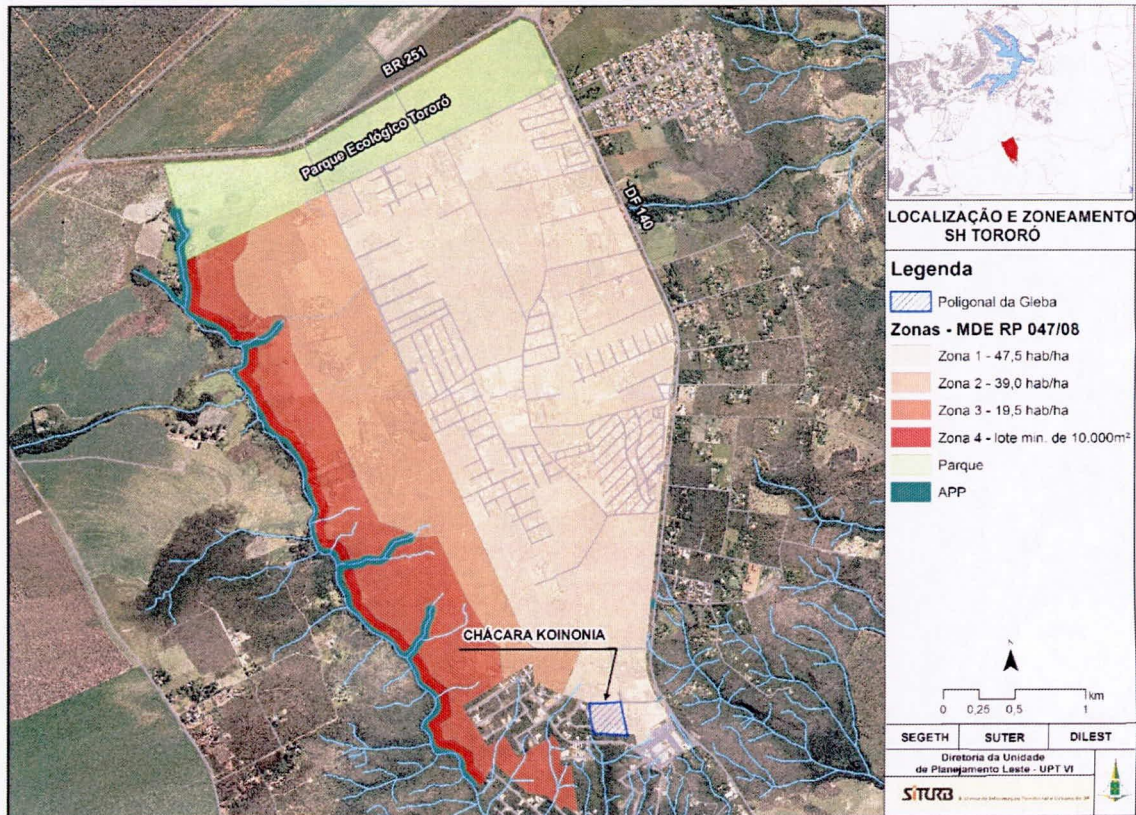 BR 251
Parque Ecológico Tororó
DF 140
CHÁCARA KOINONIA
LOCALIZAÇÃO E ZONEAMENTO
SH TORORÓ
Legenda
Poligonal da Gleba
Zonas - MDE RP 047/08
Zona 1 - 47,5 hab/ha
Zona 2 - 39,0 hab/ha
Zona 3 - 19,5 hab/ha
Zona 4 - lote min. de 10.000m²
Parque
APP
N
km
0 0,25 0,5 1
SEGETH SUTER DILEST
Diretoria da Unidade
de Planejamento Leste - UPT VI
SITURB